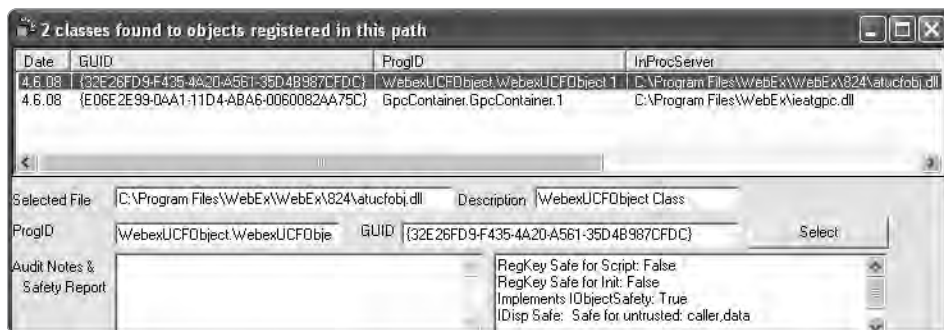 2 classes found to objects registered in this path
Date GUID ProgID InProcServer
4.6.08 {32E26FD9-F435-4A20-A561-35D4B987CFDC} WebexUCFObject.WebexUCFObject.1 C:\Program Files\WebEx\WebEx\824\atucfobj.dll
4.6.08 {E06E2E99-0AA1-11D4-ABA6-0060082AA75C} GpcContainer.GpcContainer.1 C:\Program Files\WebEx\ieatgpc.dll
Selected File C:\Program Files\WebEx\WebEx\824\atucfobj.dll Description WebexUCFObject Class
ProgID WebexUCFObject.WebexUCFObje GUID {32E26FD9-F435-4A20-A561-35D4B987CFDC} Select
Audit Notes & RegKey Safe for Script: False
Safety Report RegKey Safe for Init: False
Implements IObjectSafety: True
IDisp Safe: Safe for untrusted: caller,data